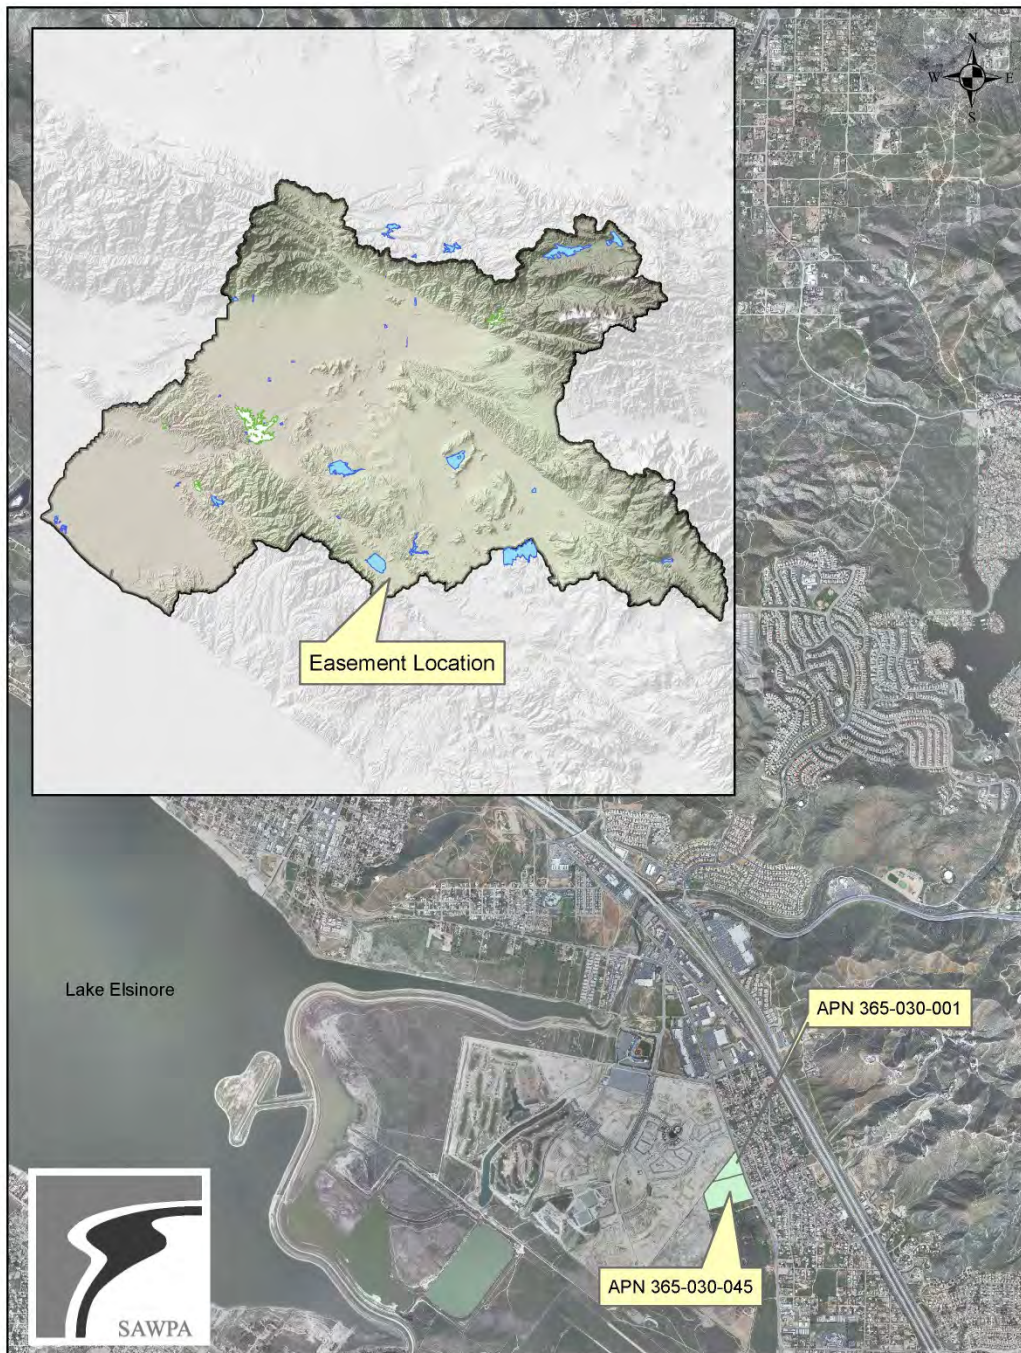 N
W E
S
Easement Location
Lake Elsinore
APN 365-030-001
APN 365-030-045
SAWPA